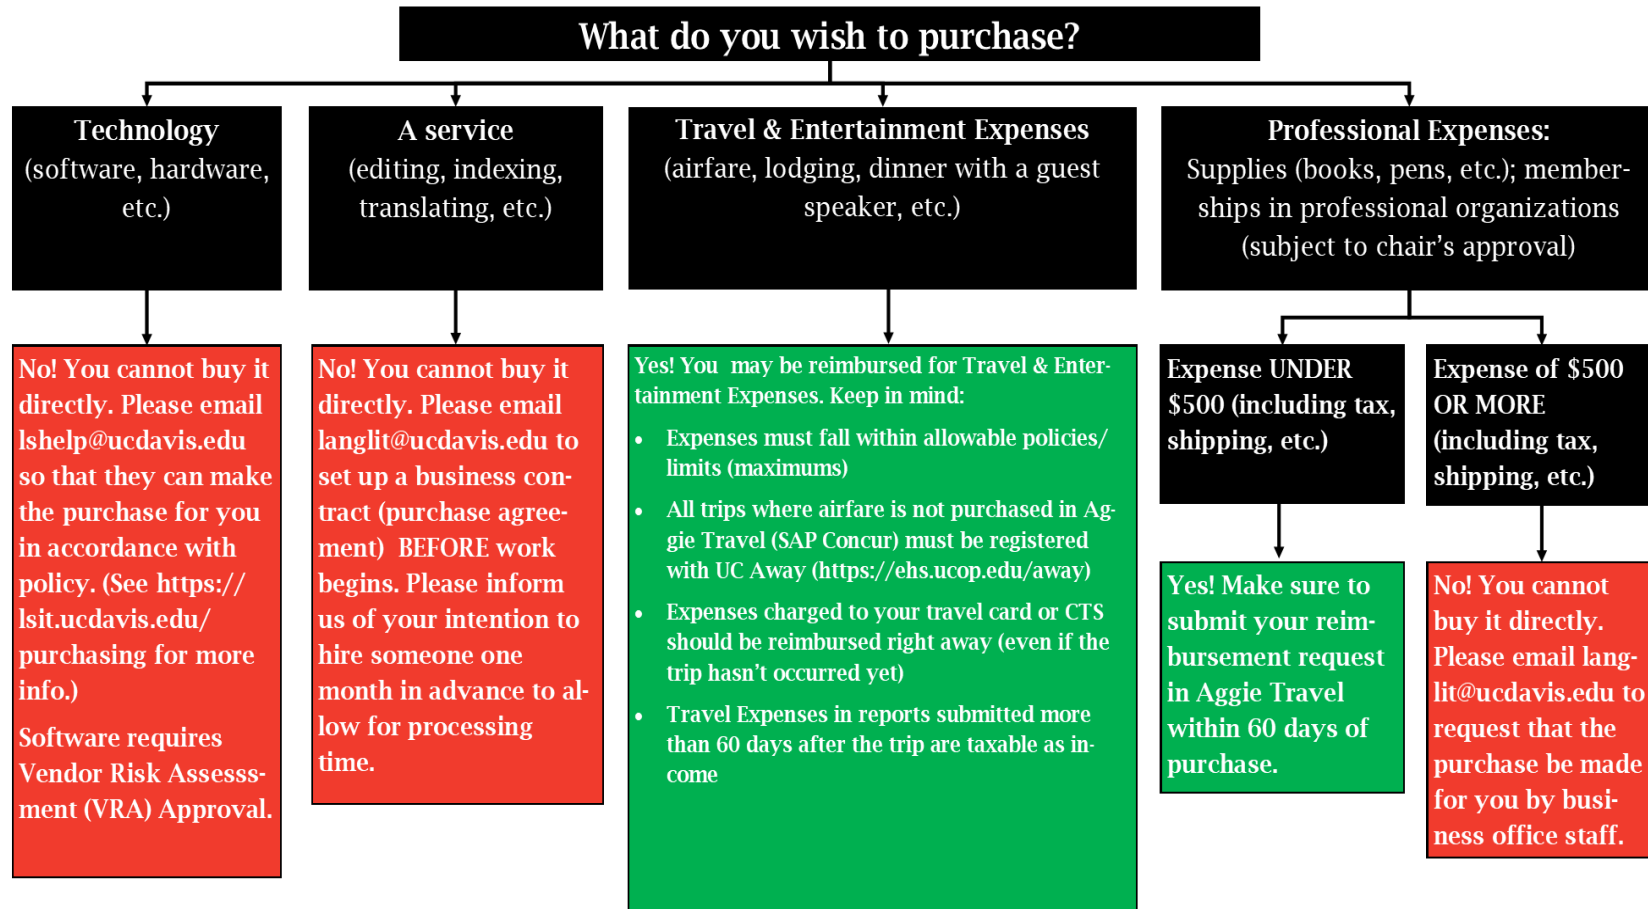 What do you wish to purchase?
Technology
(software, hardware,
etc.)
A service
(editing, indexing,
translating, etc.)
Travel & Entertainment Expenses
(airfare, lodging, dinner with a guest
speaker, etc.)
Professional Expenses:
Supplies (books, pens, etc.); member-
ships in professional organizations
(subject to chair's approval)
No! You cannot buy it
directly. Please email
lshelp@ucdavis.edu
so that they can make
the purchase for you
in accordance with
policy. (See https://
lsit.ucdavis.edu/
purchasing for more
info.)
Software requires
Vendor Risk Assesss-
ment (VRA) Approval.
No! You cannot buy it
directly. Please email
langlit@ucdavis.edu to
set up a business con-
tract (purchase agree-
ment) BEFORE work
begins. Please inform
us of your intention to
hire someone one
month in advance to al-
low for processing
time.
Yes! You may be reimbursed for Travel & Enter-
tainment Expenses. Keep in mind:
• Expenses must fall within allowable policies/
limits (maximums)
• All trips where airfare is not purchased in Ag-
gie Travel (SAP Concur) must be registered
with UC Away (https://ehs.ucop.edu/away)
• Expenses charged to your travel card or CTS
should be reimbursed right away (even if the
trip hasn't occurred yet)
• Travel Expenses in reports submitted more
than 60 days after the trip are taxable as in-
come
Expense UNDER
$500 (including tax,
shipping, etc.)
Yes! Make sure to
submit your reim-
bursement request
in Aggie Travel
within 60 days of
purchase.
Expense of $500
OR MORE
(including tax,
shipping, etc.)
No! You cannot
buy it directly.
Please email lang-
lit@ucdavis.edu to
request that the
purchase be made
for you by busi-
ness office staff.